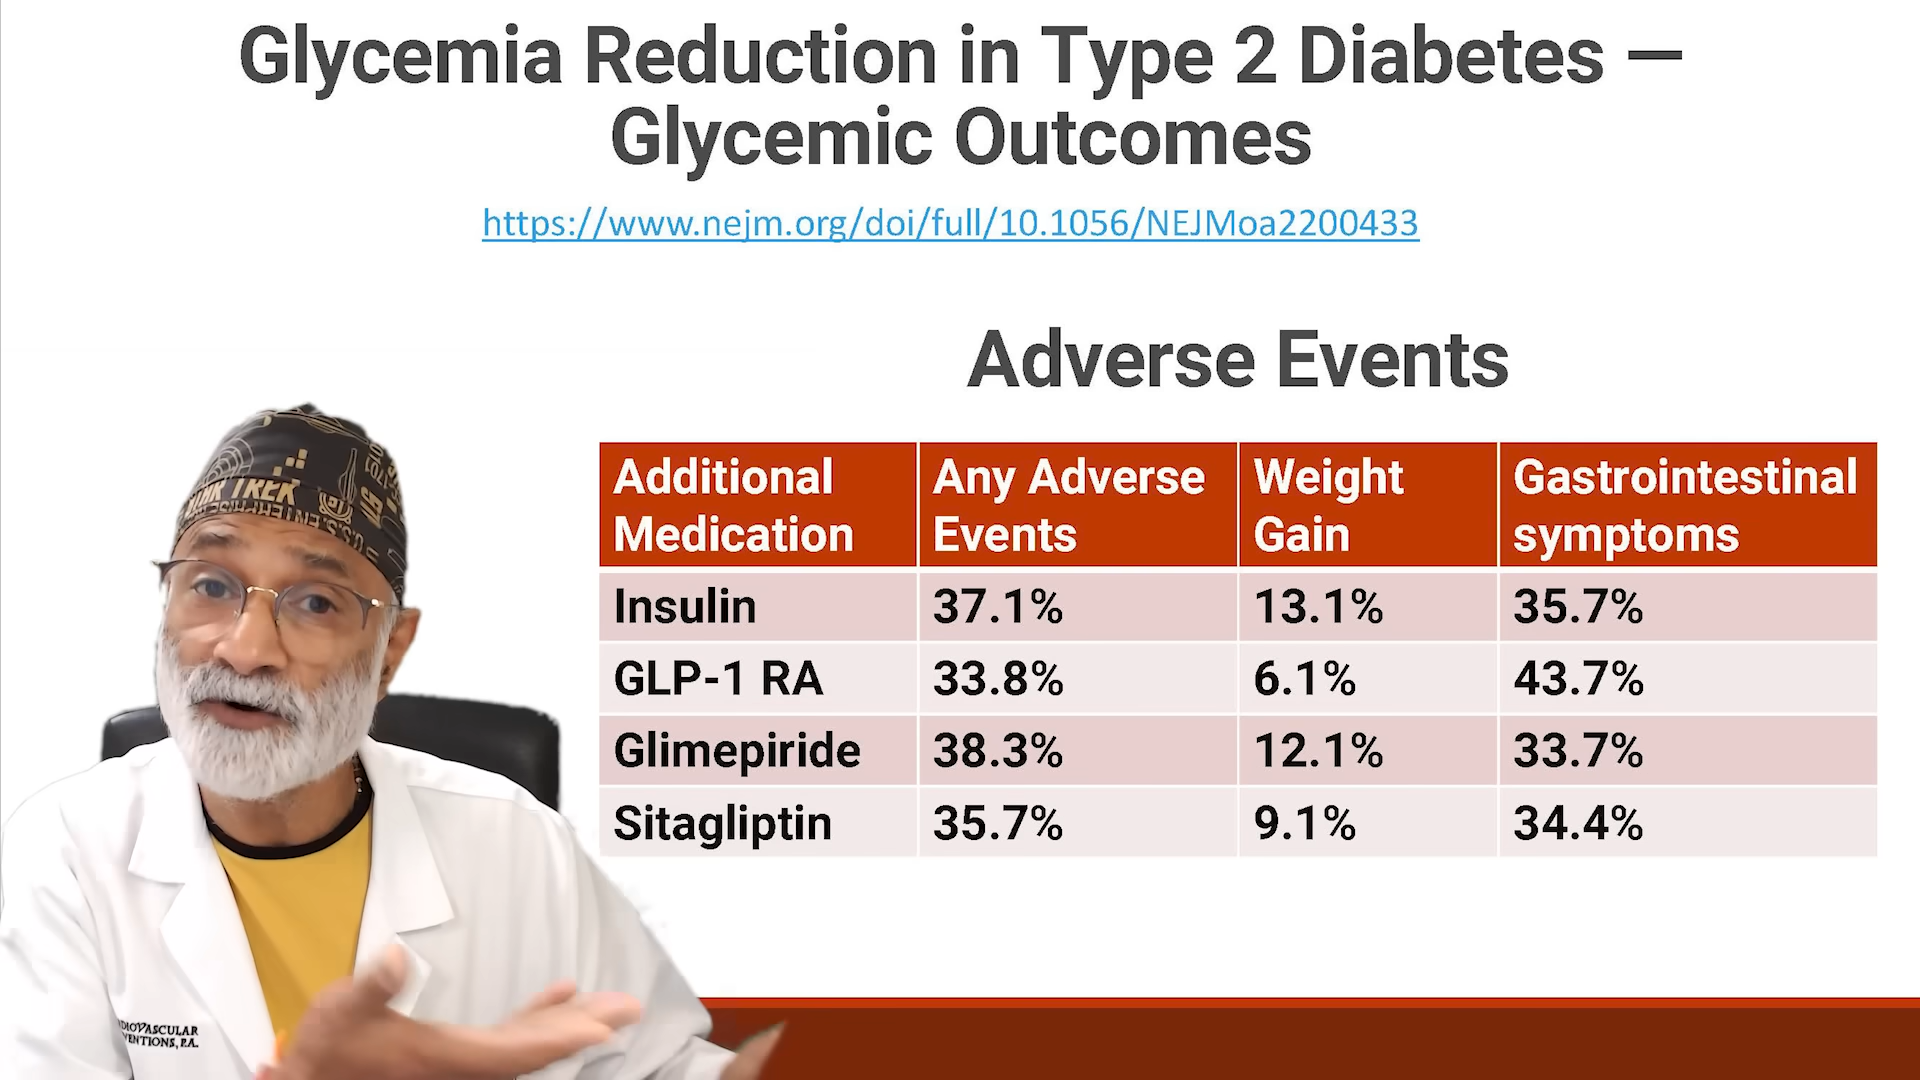 Glycemia Reduction in Type 2 Diabetes —
Glycemic Outcomes
https://www.nejm.org/doi/full/10.1056/NEJMoa2200433
Adverse Events
Additional Medication Any Adverse Events Weight Gain Gastrointestinal symptoms
Insulin 37.1% 13.1% 35.7%
GLP-1 RA 33.8% 6.1% 43.7%
Glimepiride 38.3% 12.1% 33.7%
Sitagliptin 35.7% 9.1% 34.4%
TREK